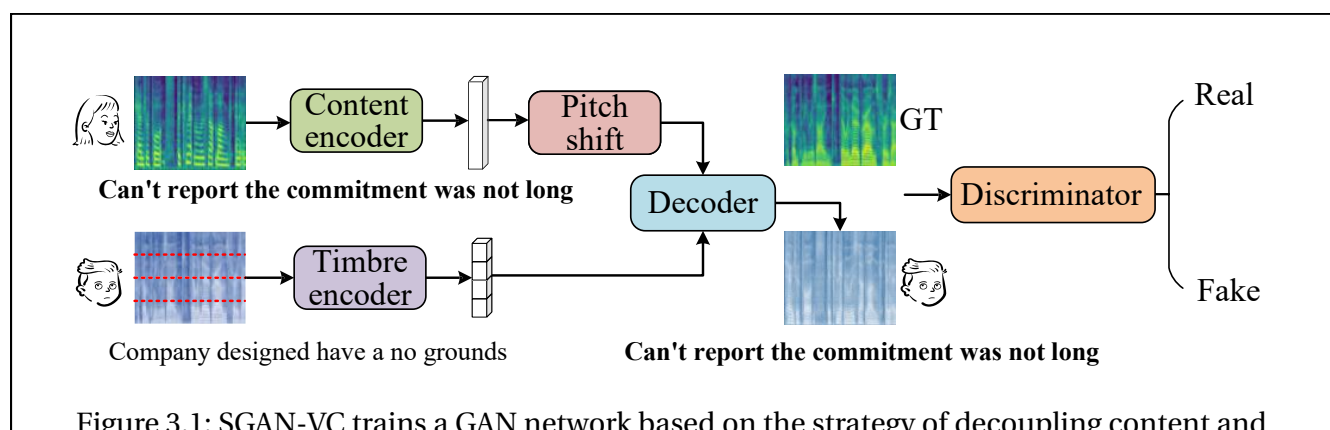 Content
encoder
Pitch
shift
GT
Real
Can't report the commitment was not long
Decoder
Discriminator
Timbre
encoder
Fake
Company designed have a no grounds
Can't report the commitment was not long
Figure 3.1: SGAN-VC trains a GAN network based on the strategy of decoupling content and